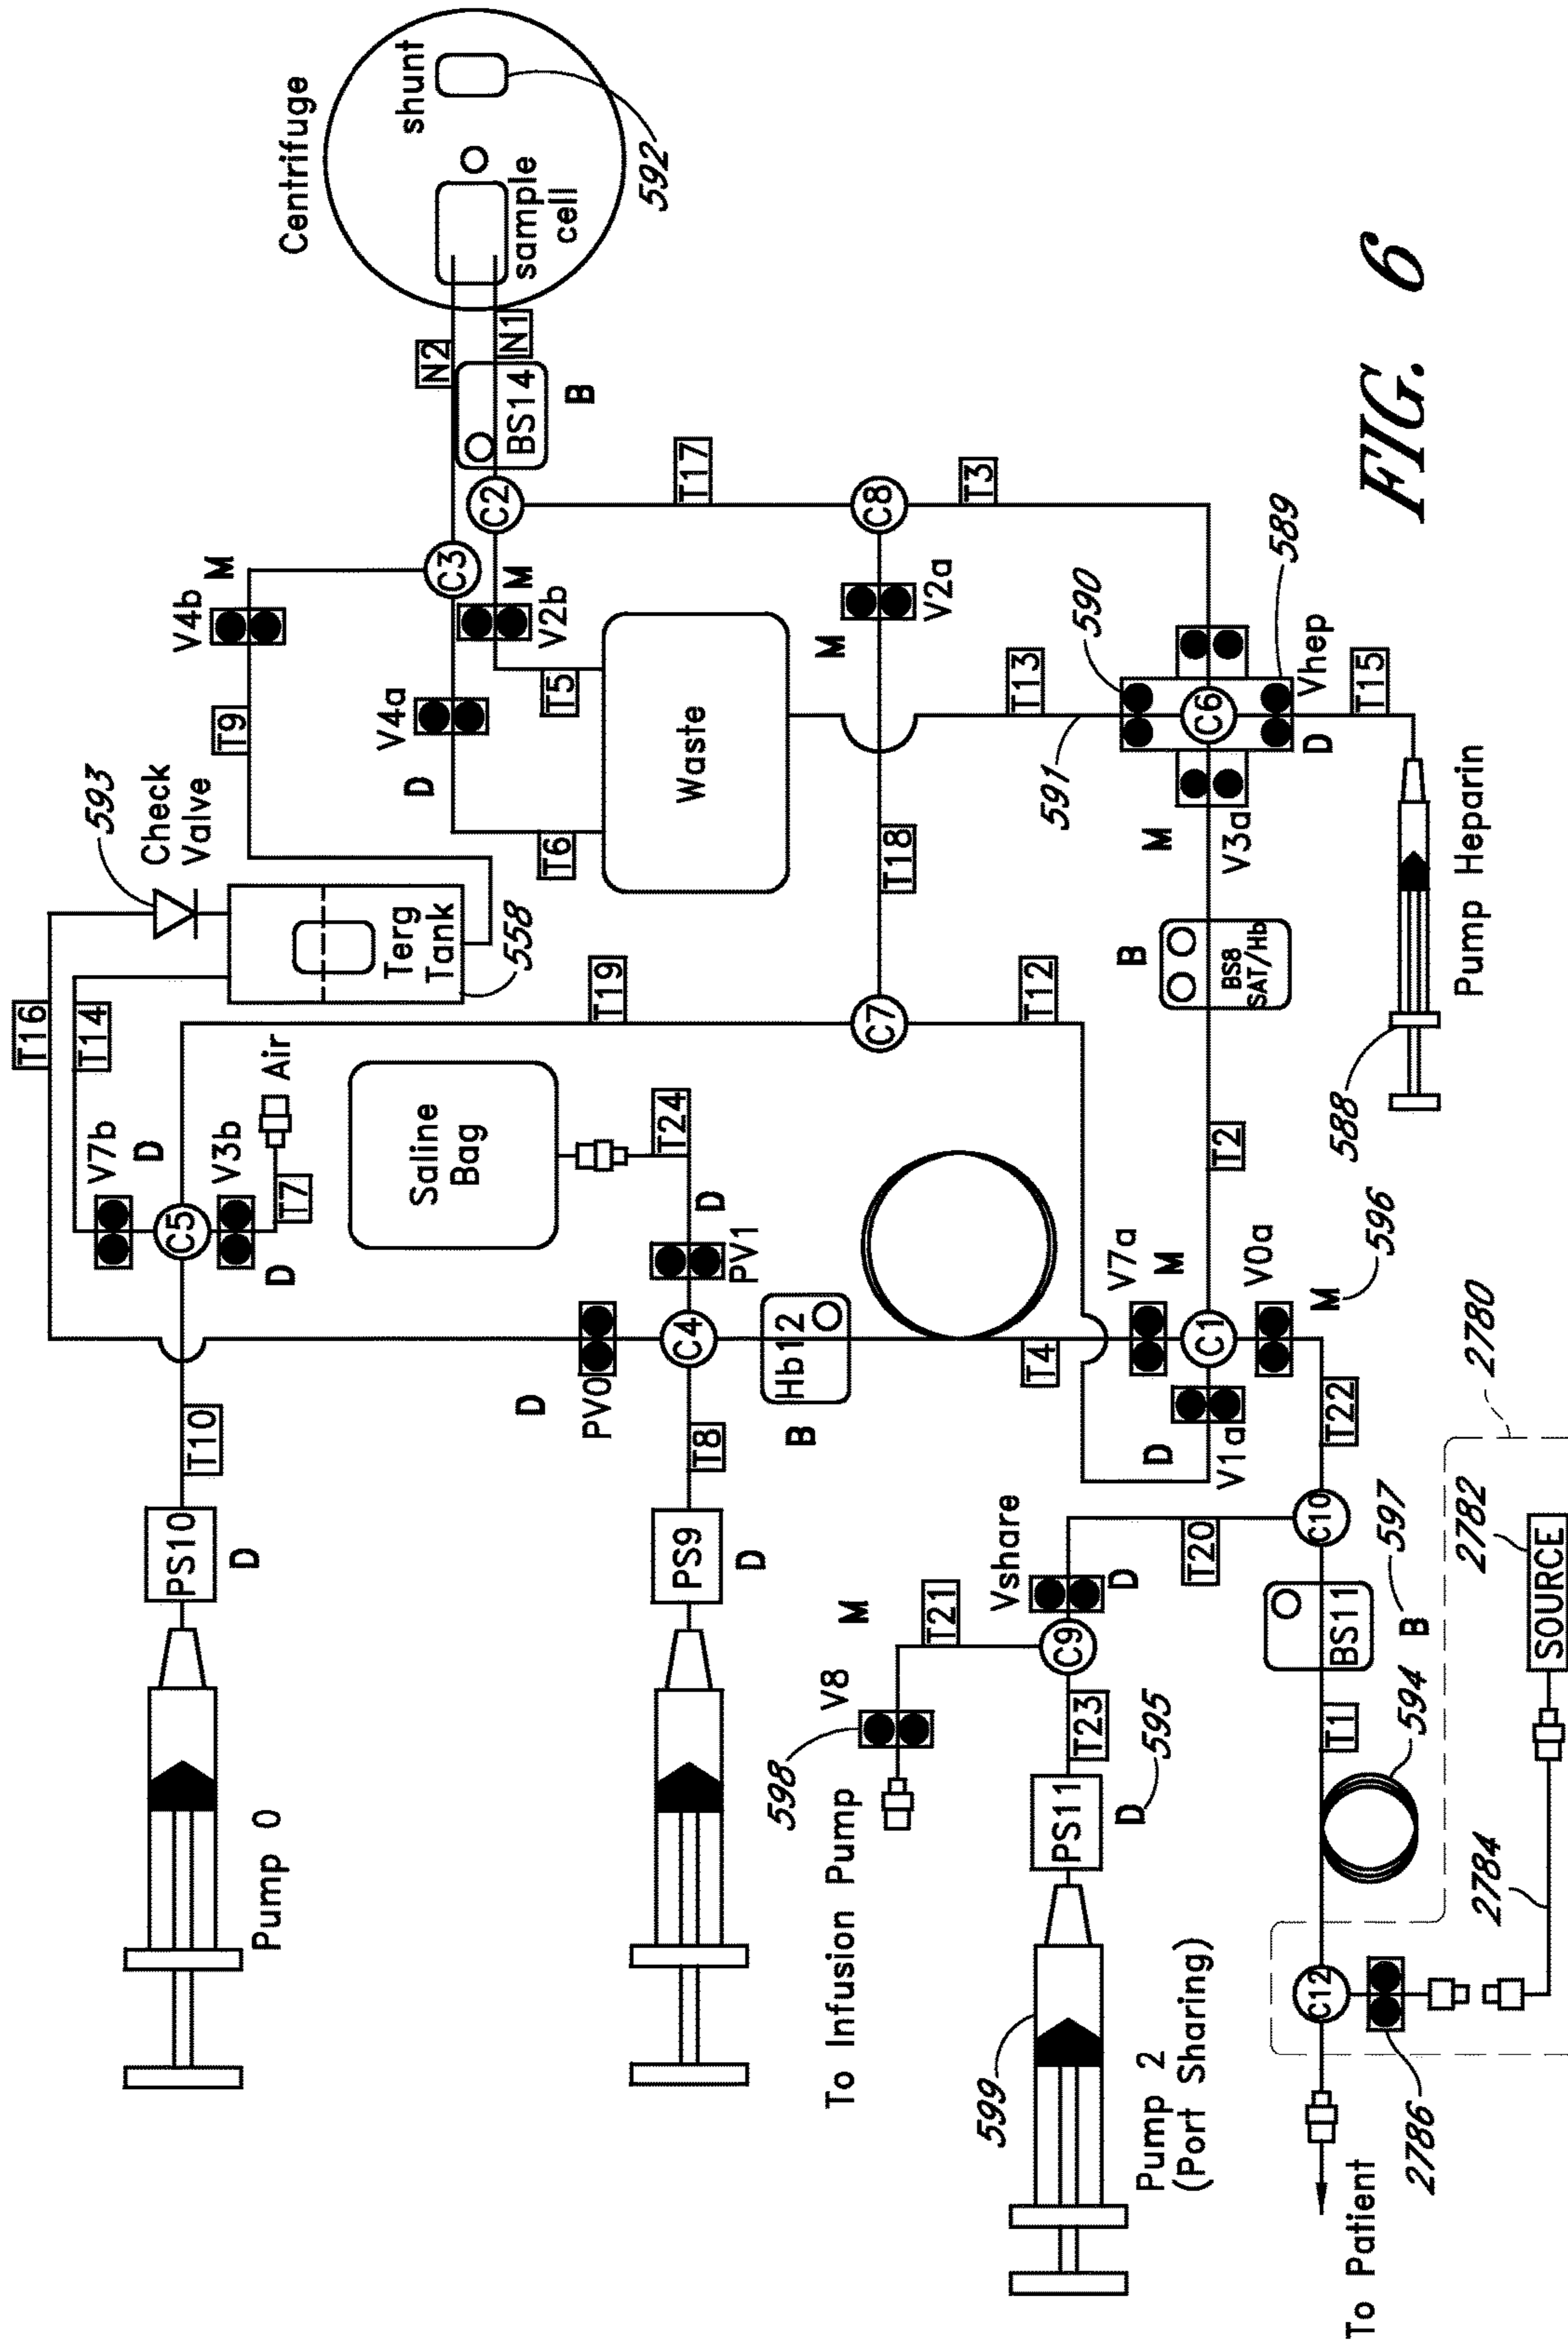 Centrifuge
shunt
sample
cell
592
N2
N1
BS14
B
C2
C3
M
V4b
T9
V4a
D
M
V2b
T5
T6
T17
C8
T3
V2a
M
Waste
593
Check
Valve
Terg
Tank
558
T16
T14
V7b
D
Air
V3b
T7
D
C5
T19
T18
C7
T12
T13
590
589
591
C6
Vhep
D
T15
M
V3a
B
BS8
SAT/Hb
Pump Heparin
588
Saline
Bag
T24
D
PV1
PV0
D
C4
Hb12
B
T4
T2
V7a
M
C1
V0a
M
596
D
V1a
T22
T10
PS10
D
Pump 0
T8
PS9
D
To Infusion Pump
598
V8
M
T21
Vshare
D
C9
T20
T23
PS11
D
595
599
Pump 2
(Port Sharing)
C10
BS11
B
597
T1
594
C12
To Patient
2786
2784
SOURCE
2782
2780
FIG. 6